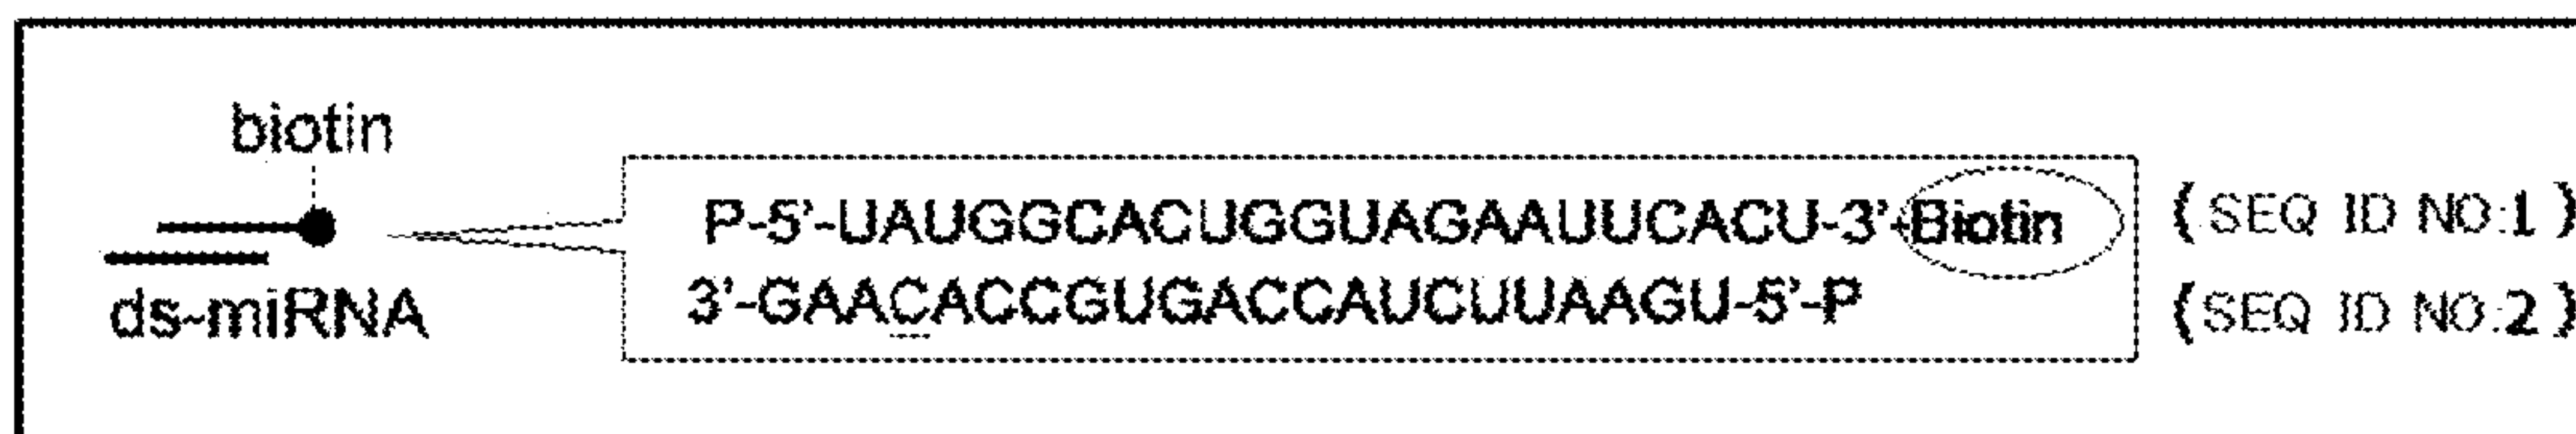 biotin
P-5'-UAUGGCACUGGUAGAAUUCACU-3'-Biotin (SEQ ID NO:1)
3'-GAACACCGUGACCAUCUUAAGU-5'-P (SEQ ID NO:2)
ds-miRNA